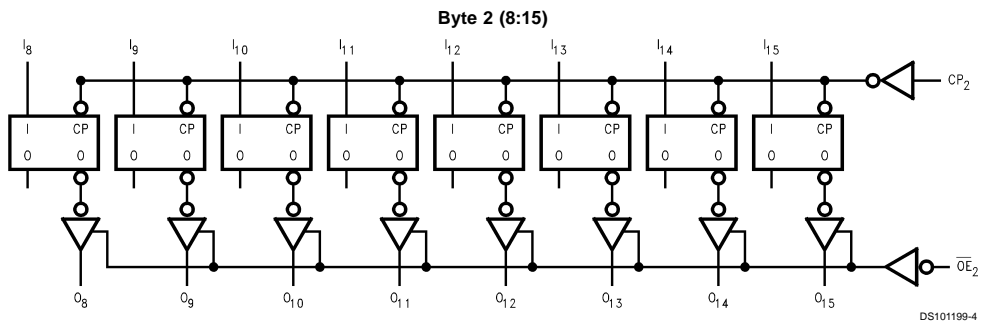 Byte 2 (8:15)
I8 I9 I10 I11 I12 I13 I14 I15
CP2
I CP I CP I CP I CP I CP I CP I CP I CP
O O O O O O O O O O O O O O O O
OE2
O8 O9 O10 O11 O12 O13 O14 O15
DS101199-4